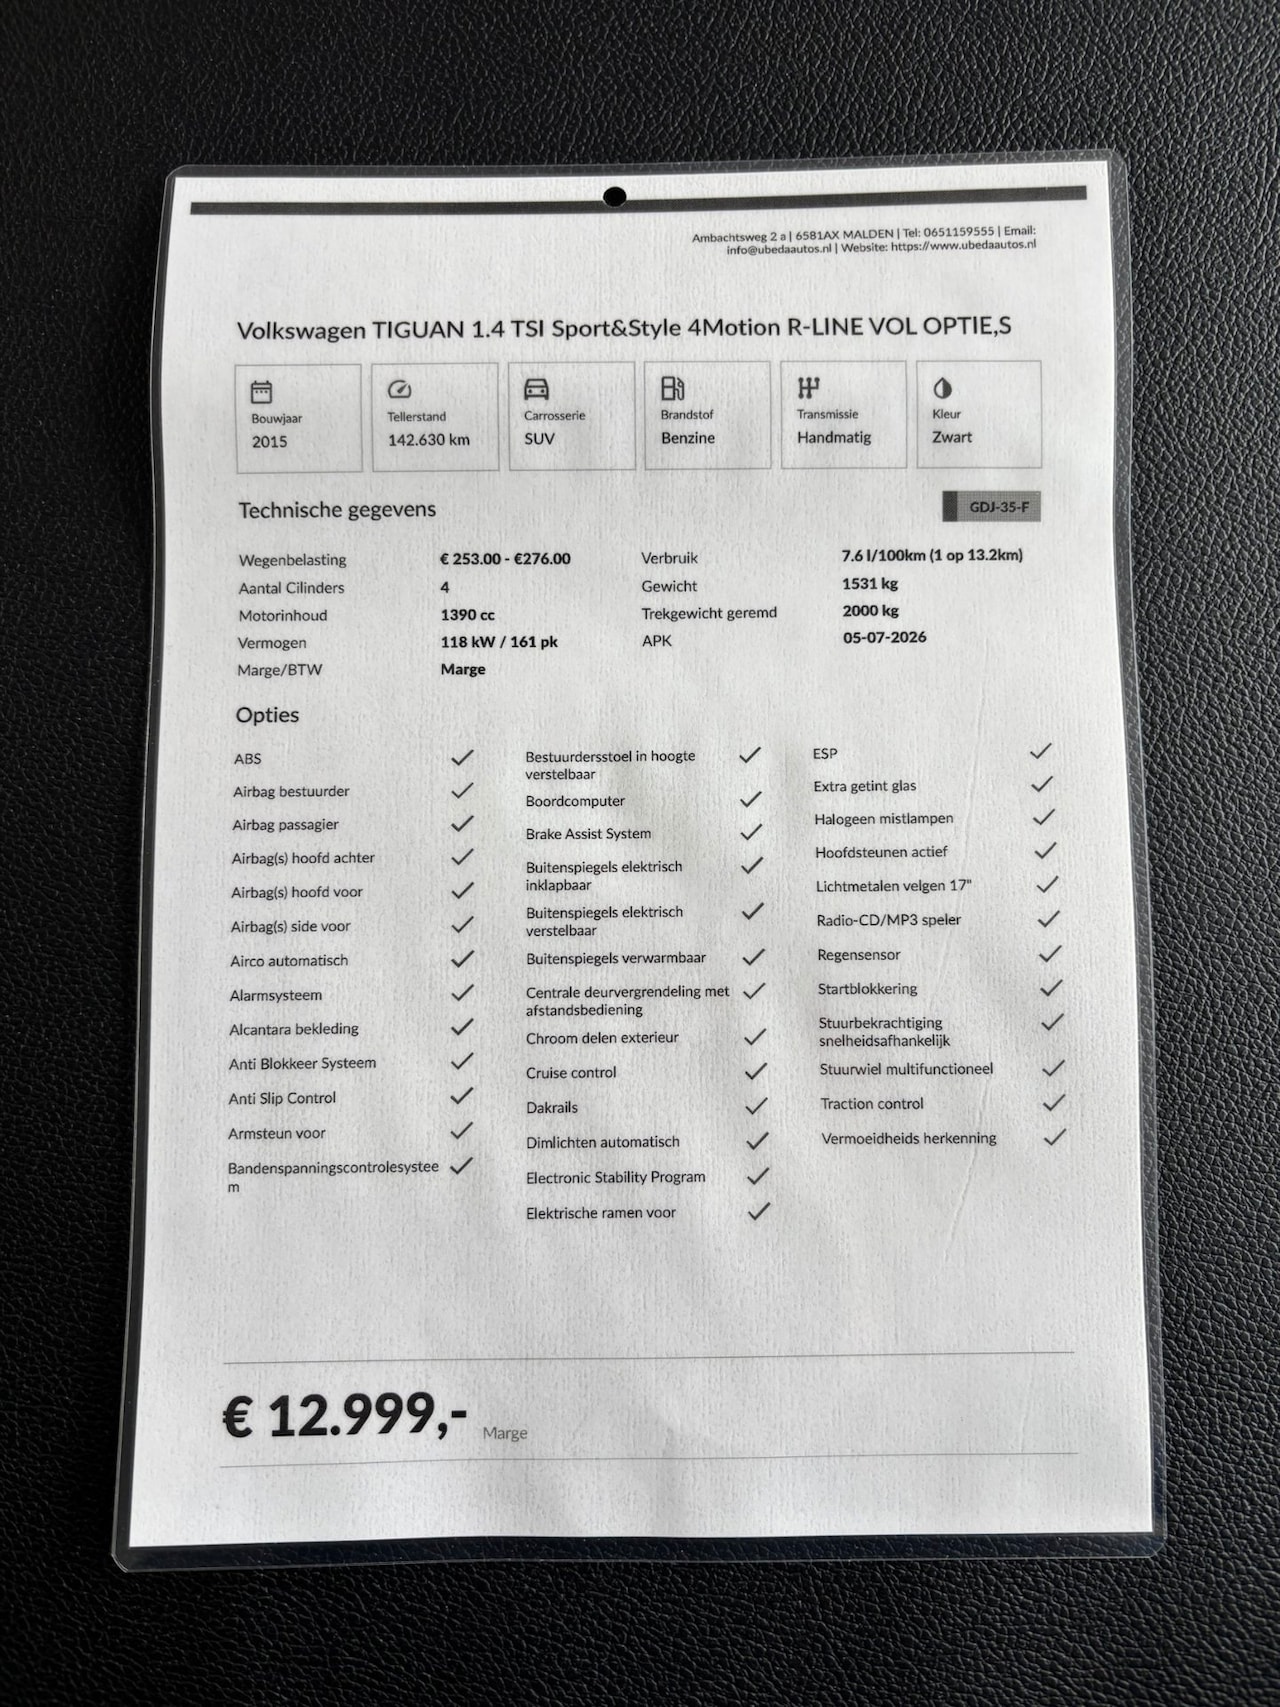 Ambachtsweg 2 a | 6581AX MALDEN | Tel: 0651159555 | Email:
info@ubedaautos.nl | Website: https://www.ubedaautos.nl
Volkswagen TIGUAN 1.4 TSI Sport&Style 4Motion R-LINE VOL OPTIE,S
Bouwjaar
2015
Tellerstand
142.630 km
Carrosserie
SUV
Brandstof
Benzine
Transmissie
Handmatig
Kleur
Zwart
Technische gegevens
GDJ-35-F
Wegenbelasting € 253.00 - €276.00
Aantal Cilinders 4
Motorinhoud 1390 cc
Vermogen 118 kW / 161 pk
Marge/BTW Marge
Verbruik 7.6 l/100km (1 op 13.2km)
Gewicht 1531 kg
Trekgewicht geremd 2000 kg
APK 05-07-2026
Opties
ABS
Airbag bestuurder
Airbag passagier
Airbag(s) hoofd achter
Airbag(s) hoofd voor
Airbag(s) side voor
Airco automatisch
Alarmsysteem
Alcantara bekleding
Anti Blokkeer Systeem
Anti Slip Control
Armsteun voor
Bandenspanningscontrolesystee
m
Bestuurdersstoel in hoogte
verstelbaar
Boordcomputer
Brake Assist System
Buitenspiegels elektrisch
inklapbaar
Buitenspiegels elektrisch
verstelbaar
Buitenspiegels verwarmbaar
Centrale deurvergrendeling met
afstandsbediening
Chroom delen exterieur
Cruise control
Dakrails
Dimlichten automatisch
Electronic Stability Program
Elektrische ramen voor
ESP
Extra getint glas
Halogeen mistlampen
Hoofdsteunen actief
Lichtmetalen velgen 17"
Radio-CD/MP3 speler
Regensensor
Startblokkering
Stuurbekrachtiging
snelheidsafhankelijk
Stuurwiel multifunctioneel
Traction control
Vermoeidheids herkenning
€ 12.999,- Marge